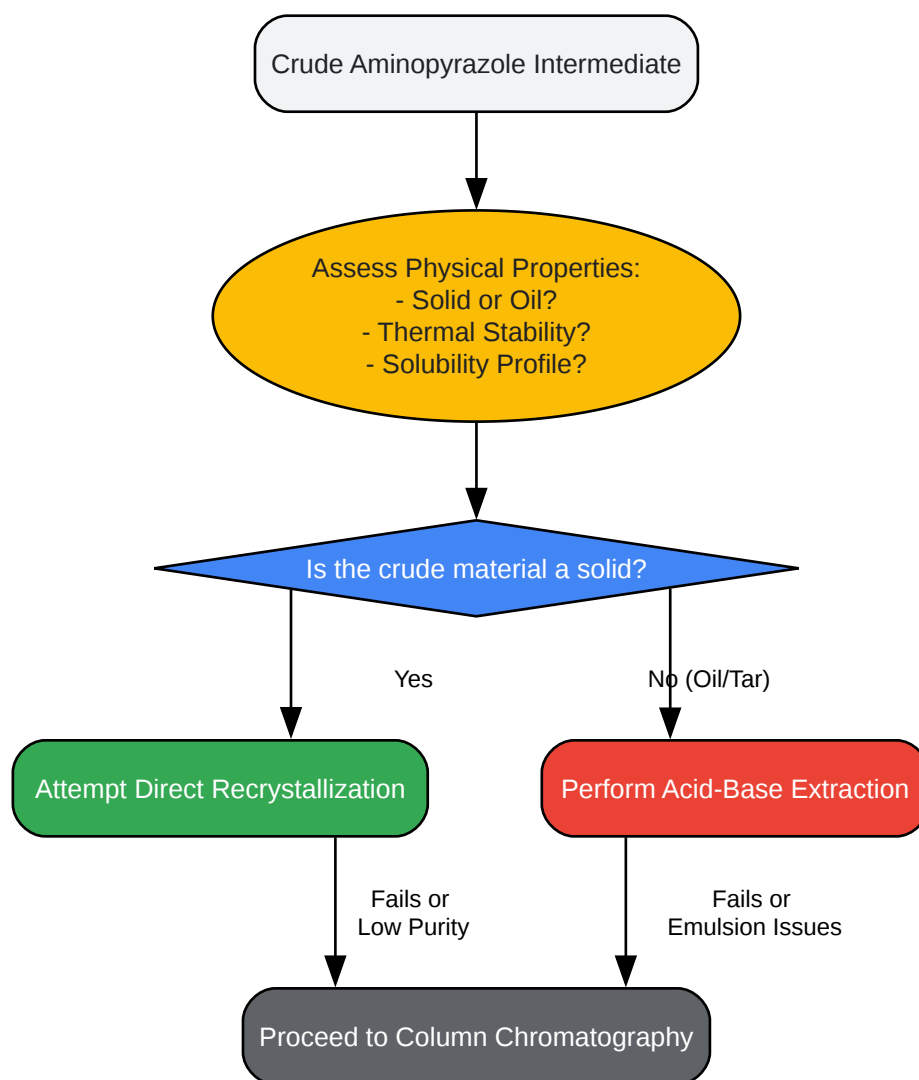 Crude Aminopyrazole Intermediate
Assess Physical Properties:
- Solid or Oil?
- Thermal Stability?
- Solubility Profile?
Is the crude material a solid?
Yes
No (Oil/Tar)
Attempt Direct Recrystallization
Perform Acid-Base Extraction
Fails or
Low Purity
Fails or
Emulsion Issues
Proceed to Column Chromatography